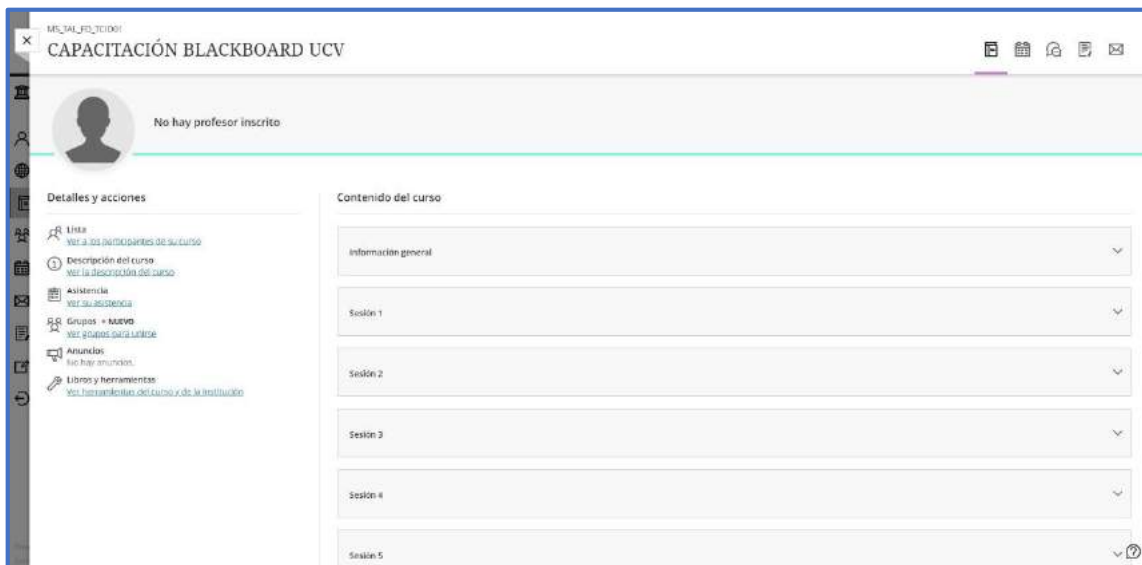 MS_TAL_FD_TCID01
CAPACITACIÓN BLACKBOARD UCV
No hay profesor inscrito
Detalles y acciones
Lista
Ver a los participantes de su curso
Descripción del curso
Ver la descripción del curso
Asistencia
Ver su asistencia
Grupos • NUEVO
Ver grupos para unirse
Anuncios
No hay anuncios.
Libros y herramientas
Ver herramientas del curso y de la institución
Contenido del curso
Información general
Sesión 1
Sesión 2
Sesión 3
Sesión 4
Sesión 5